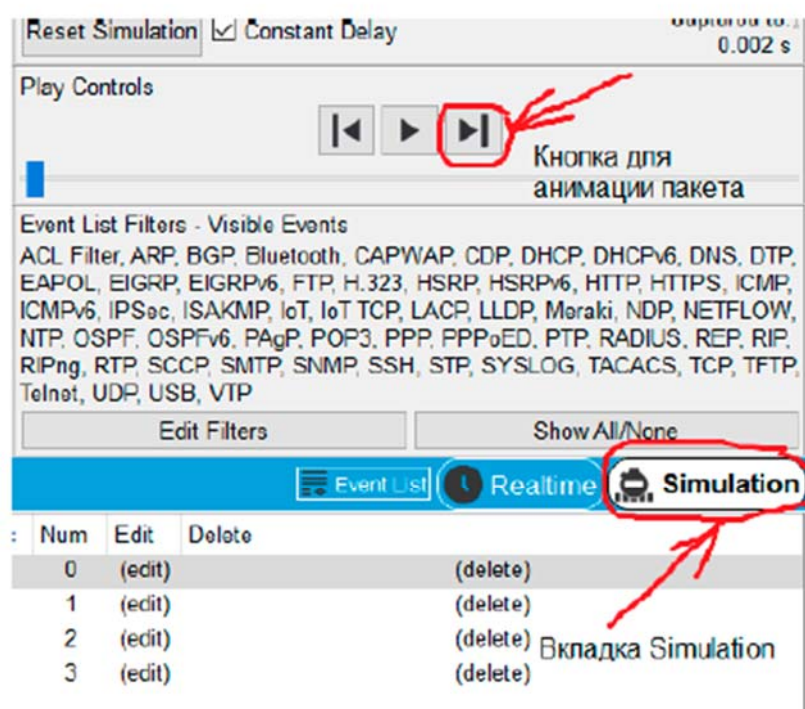 Reset Simulation Constant Delay
0.002 s
Play Controls
Кнопка для
анимации пакета
Event List Filters - Visible Events
ACL Filter, ARP, BGP, Bluetooth, CAPWAP, CDP, DHCP, DHCPv6, DNS, DTP,
EAPOL, EIGRP, EIGRPv6, FTP, H.323, HSRP, HSRPv6, HTTP, HTTPS, ICMP,
ICMPv6, IPSec, ISAKMP, IoT, IoT TCP, LACP, LLDP, Meraki, NDP, NETFLOW,
NTP, OSPF, OSPFv6, PAgP, POP3, PPP, PPPoED, PTP, RADIUS, REP, RIP,
RIPng, RTP, SCCP, SMTP, SNMP, SSH, STP, SYSLOG, TACACS, TCP, TFTP,
Telnet, UDP, USB, VTP
Edit Filters Show All/None
Event List Realtime Simulation
Num Edit Delete
0 (edit) (delete)
1 (edit) (delete)
2 (edit) (delete)
3 (edit) (delete)
Вкладка Simulation